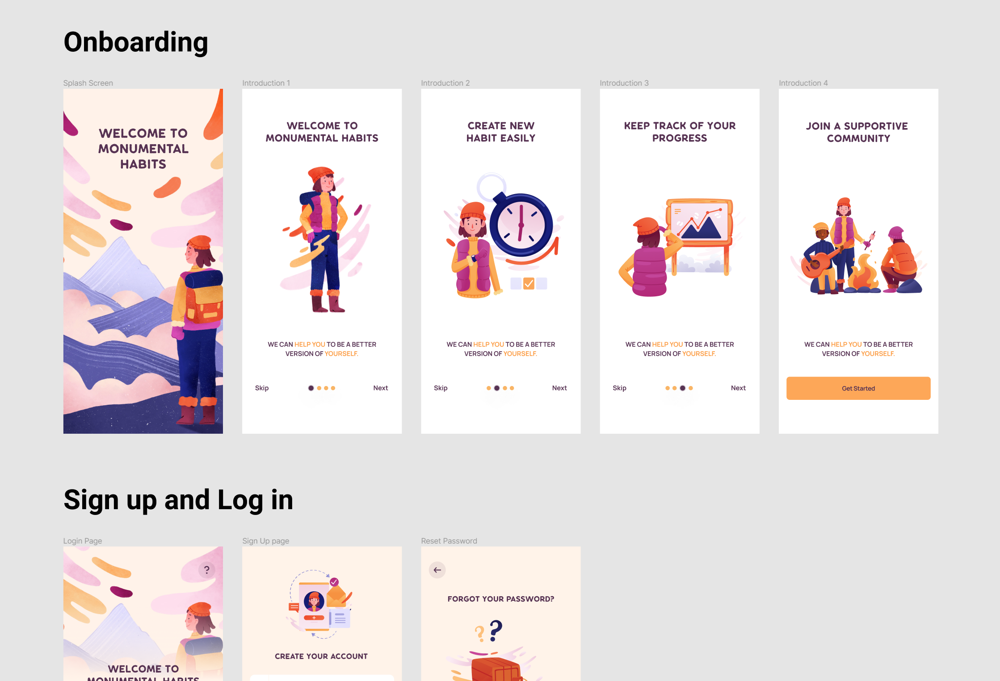 Onboarding
Splash Screen
WELCOME TO
MONUMENTAL
HABITS
Introduction 1
WELCOME TO
MONUMENTAL HABITS
WE CAN HELP YOU TO BE A BETTER
VERSION OF YOURSELF.
Skip
Next
Introduction 2
CREATE NEW
HABIT EASILY
WE CAN HELP YOU TO BE A BETTER
VERSION OF YOURSELF.
Skip
Next
Introduction 3
KEEP TRACK OF YOUR
PROGRESS
WE CAN HELP YOU TO BE A BETTER
VERSION OF YOURSELF.
Skip
Next
Introduction 4
JOIN A SUPPORTIVE
COMMUNITY
WE CAN HELP YOU TO BE A BETTER
VERSION OF YOURSELF.
Get Started
Sign up and Log in
Login Page
?
WELCOME TO
MONUMENTAL HABITS
Sign Up page
CREATE YOUR ACCOUNT
Reset Password
FORGOT YOUR PASSWORD?
? ?